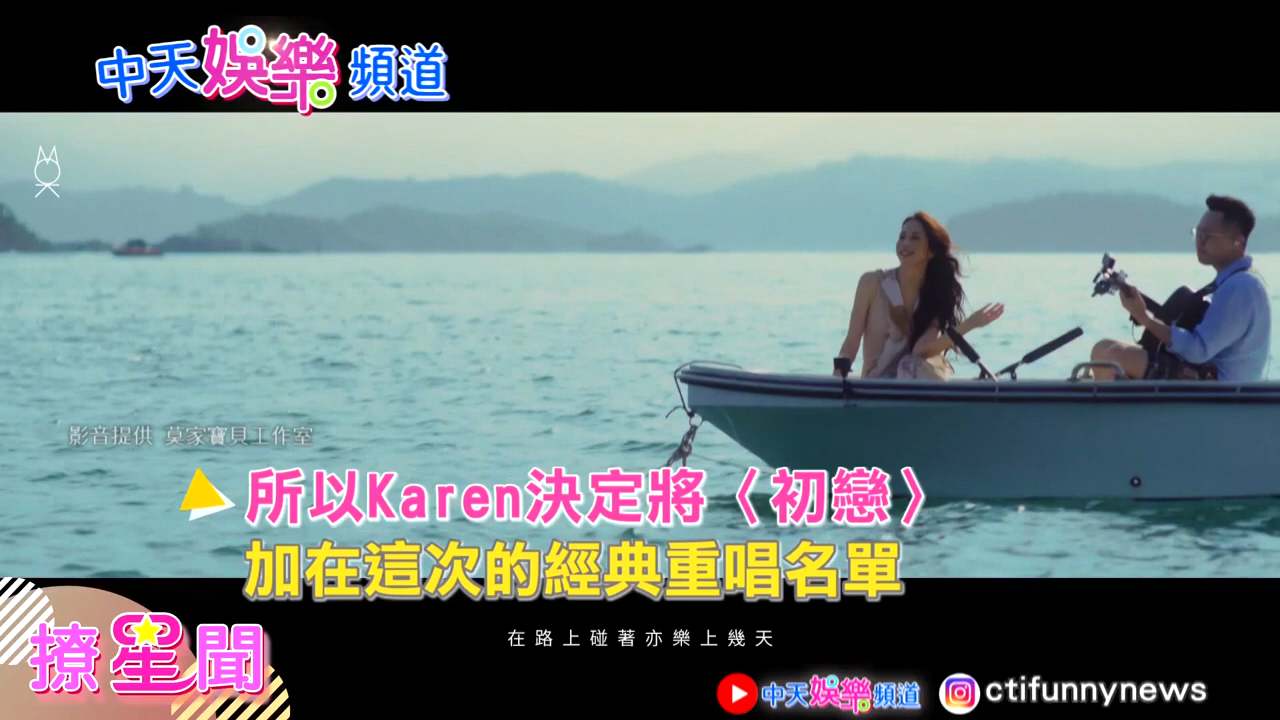 中天娛樂頻道
影音提供 莫家寶貝工作室
所以Karen決定將〈初戀〉
加在這次的經典重唱名單
在路上碰著亦樂上幾天
撩星聞
中天娛樂頻道
ctifunnynews